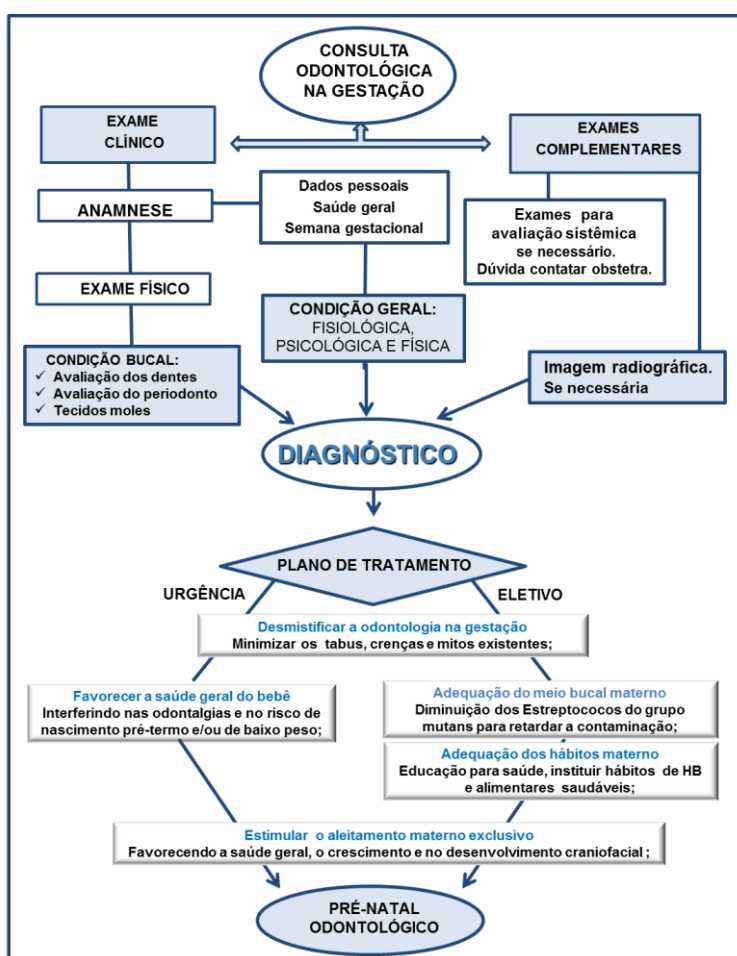 CONSULTA
ODONTOLÓGICA
NA GESTAÇÃO
EXAME
CLÍNICO
EXAMES
COMPLEMENTARES
ANAMNESE
Dados pessoais
Saúde geral
Semana gestacional
Exames para
avaliação sistêmica
se necessário.
Dúvida contatar obstetra.
EXAME FÍSICO
CONDIÇÃO GERAL:
FISIOLÓGICA,
PSICOLÓGICA E FÍSICA
CONDIÇÃO BUCAL:
✓ Avaliação dos dentes
✓ Avaliação do periodonto
✓ Tecidos moles
Imagem radiográfica.
Se necessária
DIAGNÓSTICO
PLANO DE TRATAMENTO
URGÊNCIA
ELETIVO
Desmistificar a odontologia na gestação
Minimizar os tabus, crenças e mitos existentes;
Favorecer a saúde geral do bebê
Interferindo nas odontalgias e no risco de
nascimento pré-termo e/ou de baixo peso;
Adequação do meio bucal materno
Diminuição dos Estreptococos do grupo
mutans para retardar a contaminação;
Adequação dos hábitos materno
Educação para saúde, instituir hábitos de HB
e alimentares saudáveis;
Estimular o aleitamento materno exclusivo
Favorecendo a saúde geral, o crescimento e no desenvolvimento craniofacial ;
PRÉ-NATAL
ODONTOLÓGICO